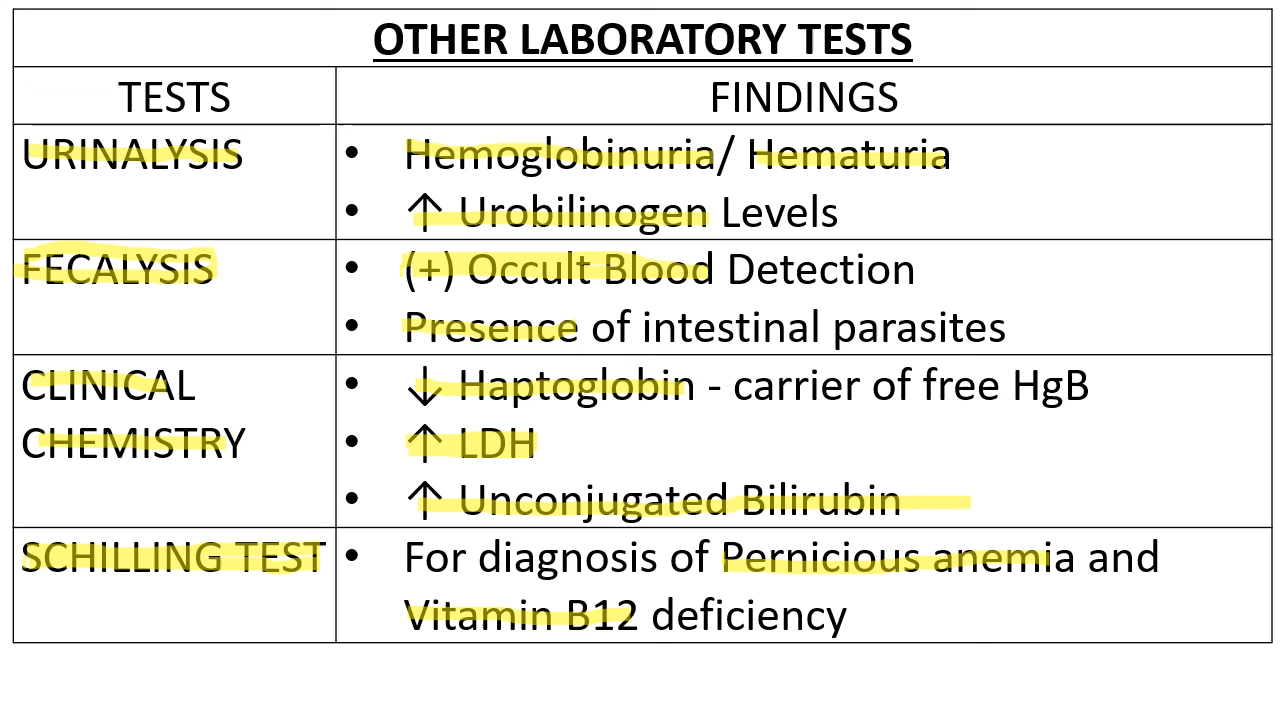 OTHER LABORATORY TESTS
TESTS
FINDINGS
URINALYSIS
• Hemoglobinuria/ Hematuria
• ↑ Urobilinogen Levels
FECALYSIS
• (+) Occult Blood Detection
• Presence of intestinal parasites
CLINICAL
CHEMISTRY
• ↓ Haptoglobin - carrier of free HgB
• ↑ LDH
• ↑ Unconjugated Bilirubin
SCHILLING TEST
• For diagnosis of Pernicious anemia and
Vitamin B12 deficiency